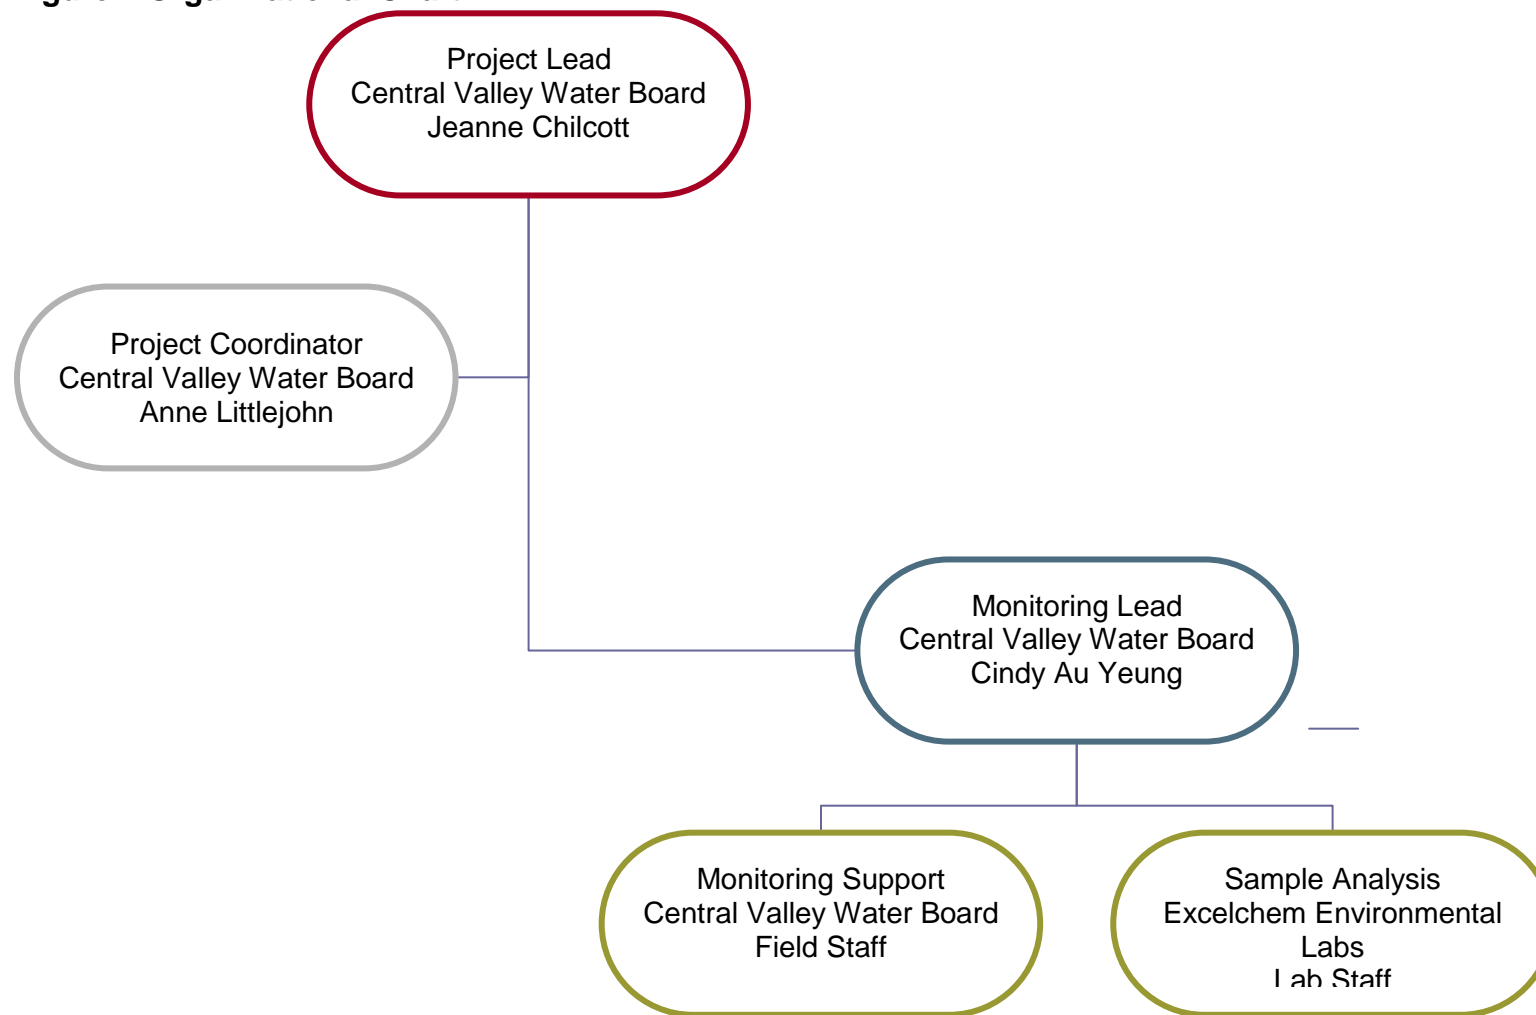 Project Lead
Central Valley Water Board
Jeanne Chilcott
Project Coordinator
Central Valley Water Board
Anne Littlejohn
Monitoring Lead
Central Valley Water Board
Cindy Au Yeung
Monitoring Support
Central Valley Water Board
Field Staff
Sample Analysis
Excelchem Environmental
Labs
Lab Staff